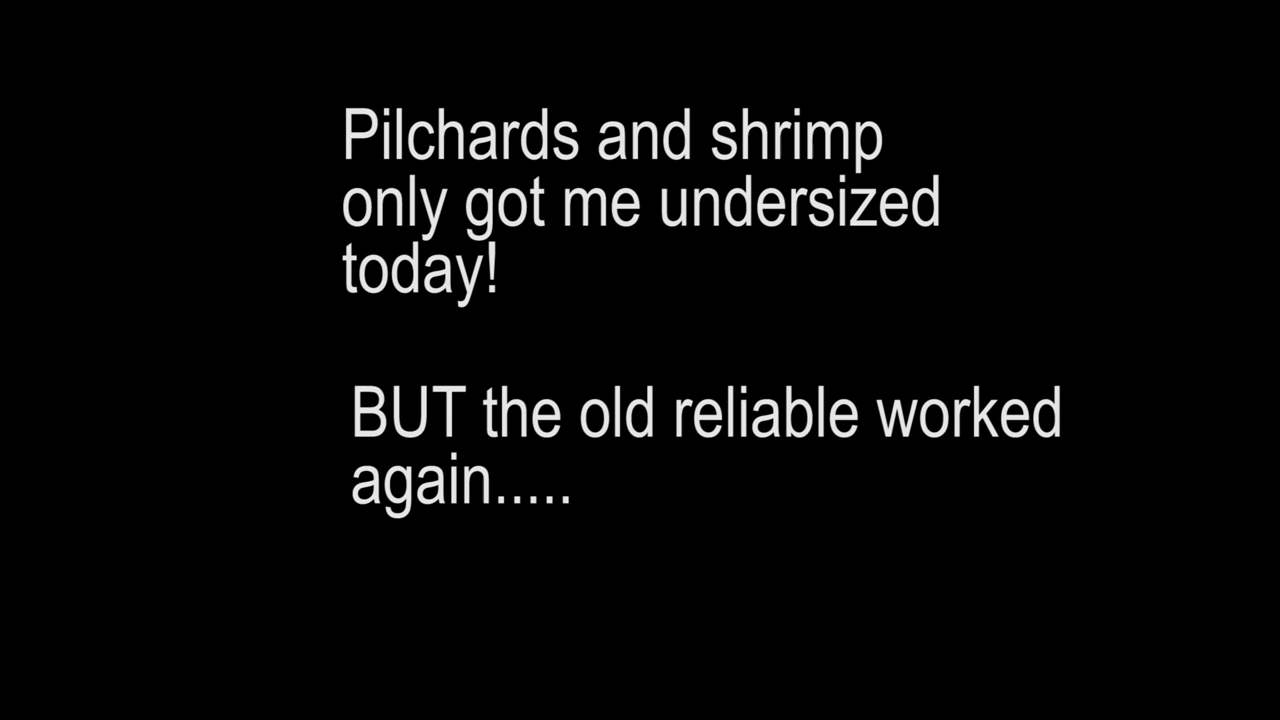 Pilchards and shrimp
only got me undersized
today!
BUT the old reliable worked
again.....